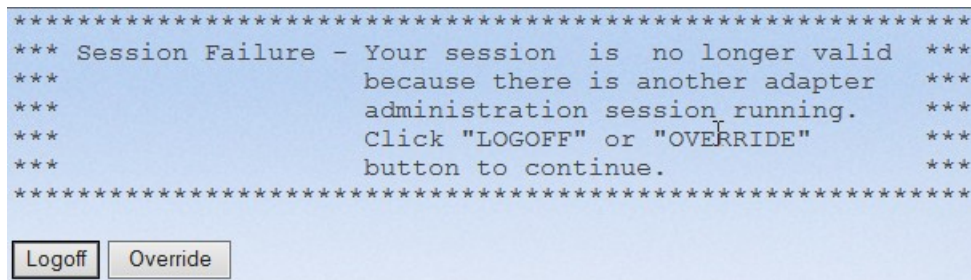 *************************************************************
*** Session Failure - Your session  is  no longer valid  ***
***                   because there is another adapter   ***
***                   administration session running.    ***
***                   Click "LOGOFF" or "OVERRIDE"       ***
***                   button to continue.                ***
*************************************************************
Logoff Override